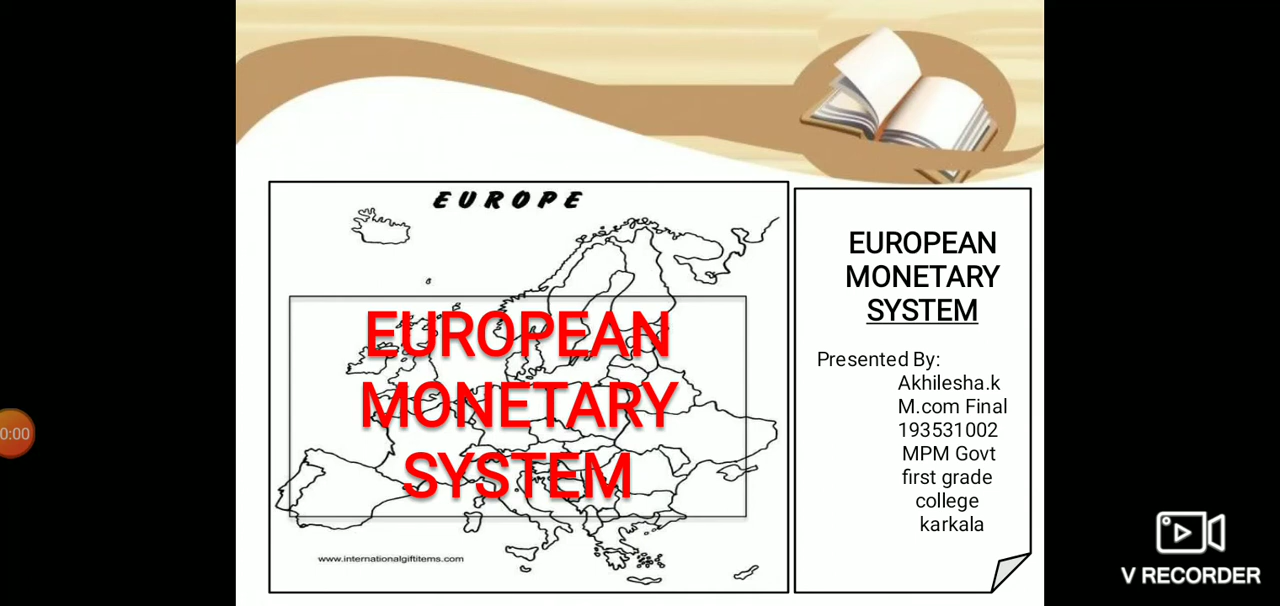 EUROPE
EUROPEAN
MONETARY
SYSTEM
www.internationalgiftitems.com
EUROPEAN
MONETARY
SYSTEM
Presented By:
Akhilesha.k
M.com Final
193531002
MPM Govt
first grade
college
karkala
0:00
V RECORDER